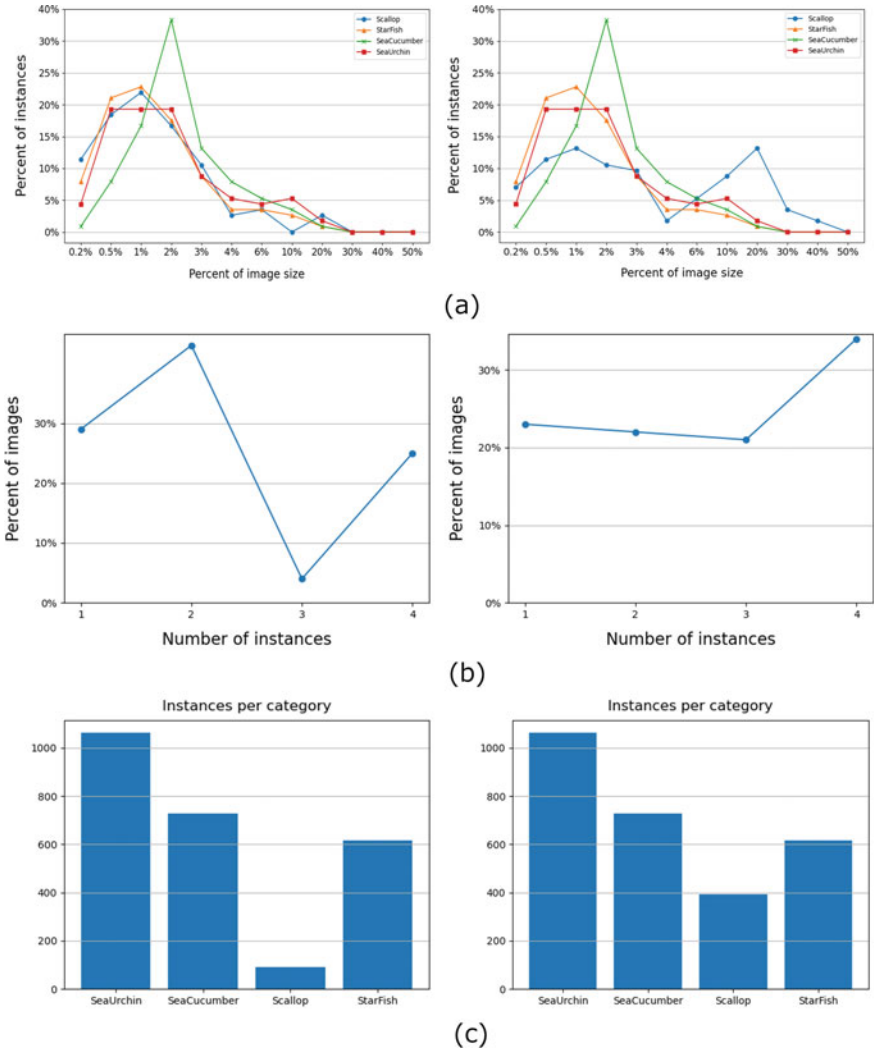 40%
35%
30%
25%
20%
15%
10%
5%
0%
Percent of instances
Scallop
StarFish
SeaCucumber
SeaUrchin
0.2% 0.5% 1% 2% 3% 4% 6% 10% 20% 30% 40% 50%
Percent of image size
40%
35%
30%
25%
20%
15%
10%
5%
0%
Percent of instances
Scallop
StarFish
SeaCucumber
SeaUrchin
0.2% 0.5% 1% 2% 3% 4% 6% 10% 20% 30% 40% 50%
Percent of image size
(a)
30%
20%
10%
0%
Percent of images
1 2 3 4
Number of instances
30%
20%
10%
0%
Percent of images
1 2 3 4
Number of instances
(b)
Instances per category
1000
800
600
400
200
0
SeaUrchin SeaCucumber Scallop StarFish
Instances per category
1000
800
600
400
200
0
SeaUrchin SeaCucumber Scallop StarFish
(c)